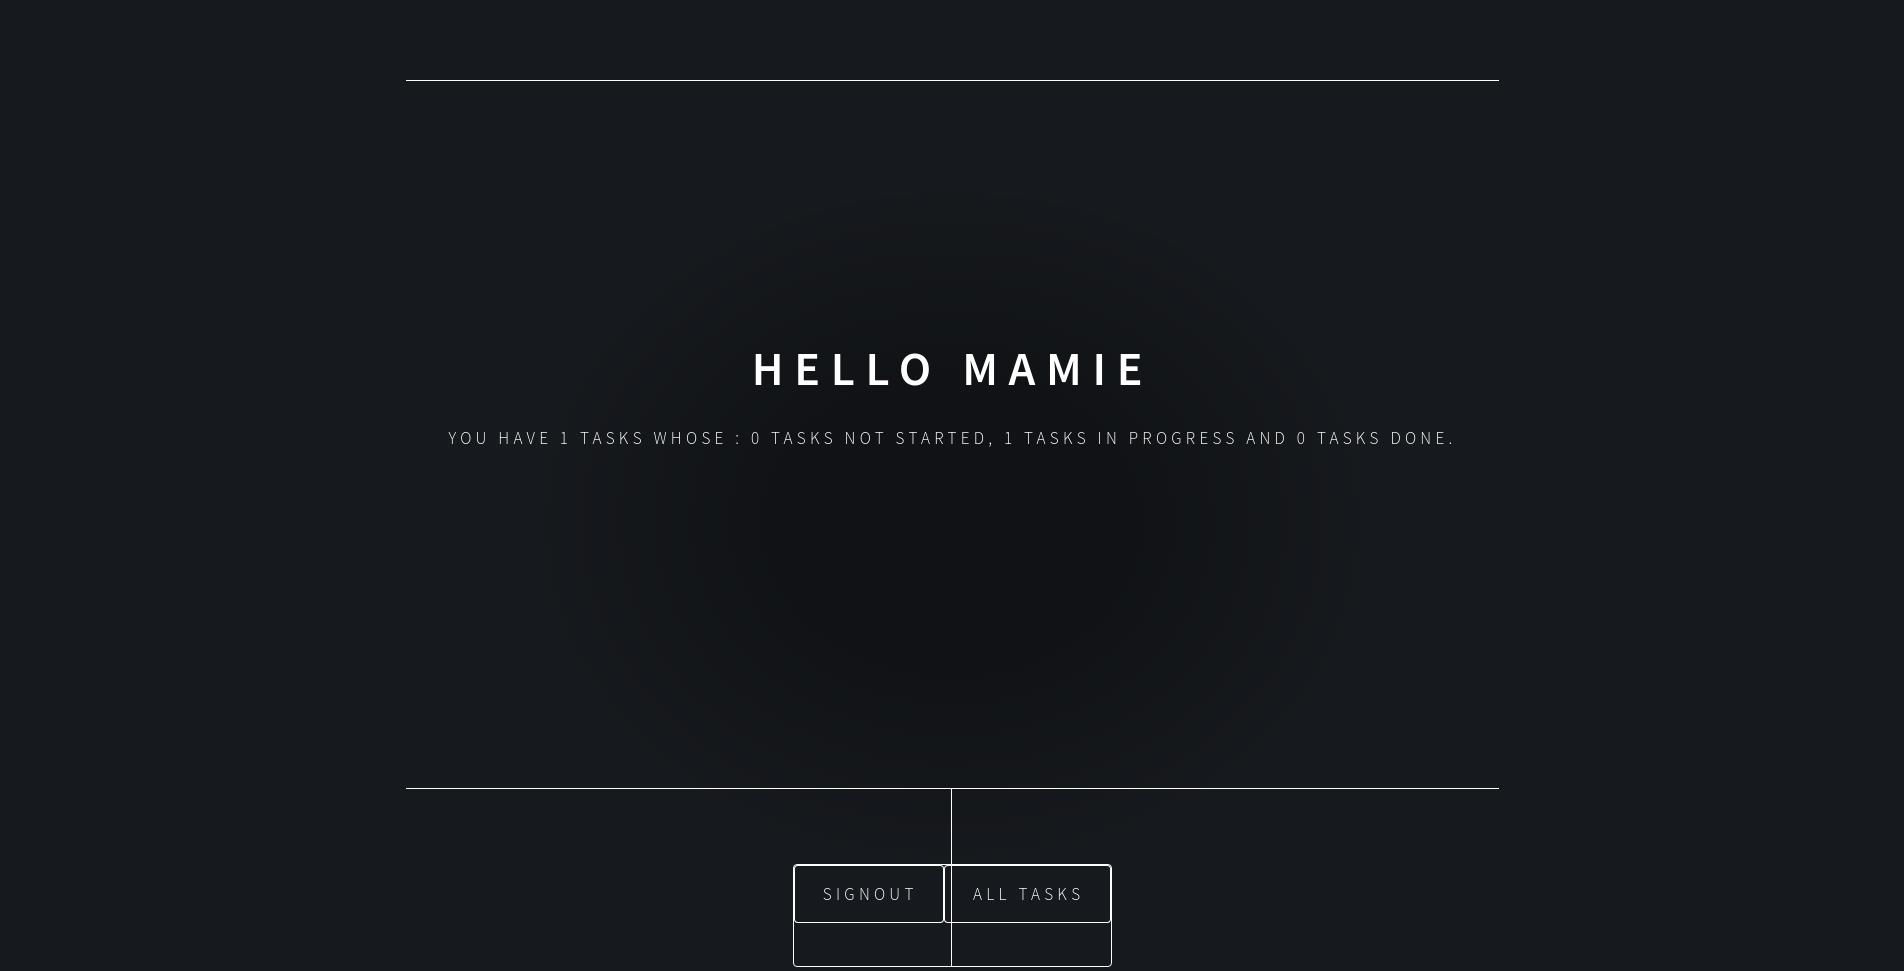 HELLO MAMIE
YOU HAVE 1 TASKS WHOSE : 0 TASKS NOT STARTED, 1 TASKS IN PROGRESS AND 0 TASKS DONE.
SIGNOUT
ALL TASKS